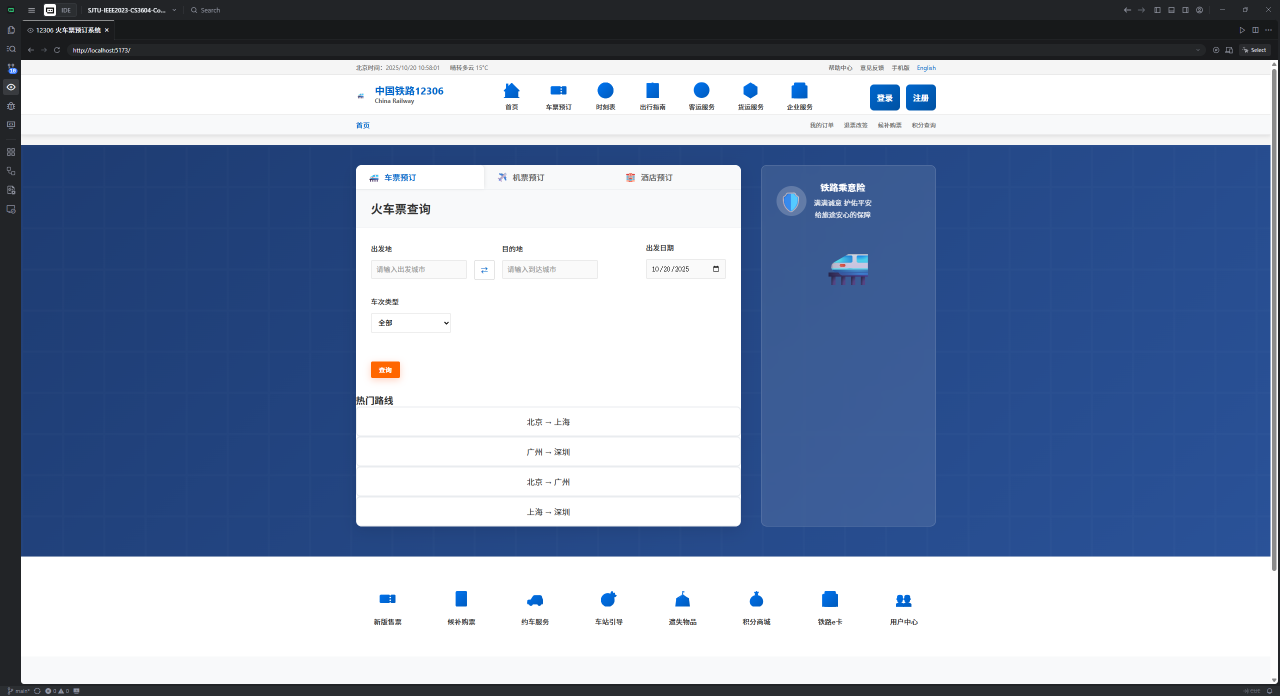 IDE SJTU-IEEE2023-CS3604-Co... Search
12306 火车票预订系统
http://localhost:5173/ Select
北京时间：2025/10/20 10:58:01 晴转多云 15°C 帮助中心 意见反馈 手机版 English
中国铁路12306
China Railway
首页 车票预订 时刻表 出行指南 客运服务 货运服务 企业服务 登录 注册
首页 我的订单 退票改签 候补购票 积分查询
车票预订 机票预订 酒店预订
火车票查询
出发地 目的地 出发日期
请输入出发城市 请输入到达城市 10/20/2025
车次类型
全部
查询
热门路线
北京 → 上海
广州 → 深圳
北京 → 广州
上海 → 深圳
铁路乘意险
满满诚意 护佑平安
给旅途安心的保障
新版售票 候补购票 约车服务 车站引导 遗失物品 积分商城 铁路e卡 用户中心
main* 0 0